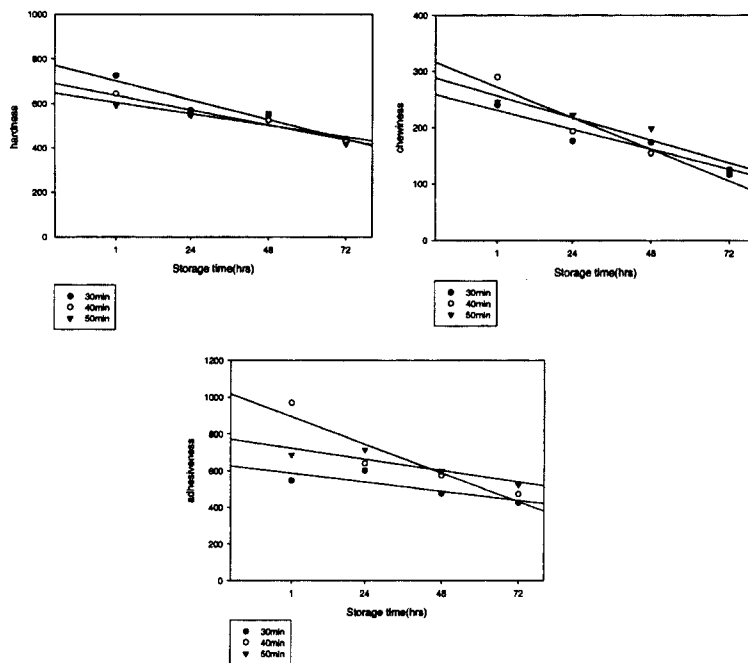 1000
800
600
400
200
0
hardness
1
24
48
72
Storage time(hrs)
30min
40min
50min
400
300
200
100
0
chewiness
1
24
48
72
Storage time(hrs)
30min
40min
50min
1200
1000
800
600
400
200
0
adhesiveness
1
24
48
72
Storage time(hrs)
30min
40min
50min